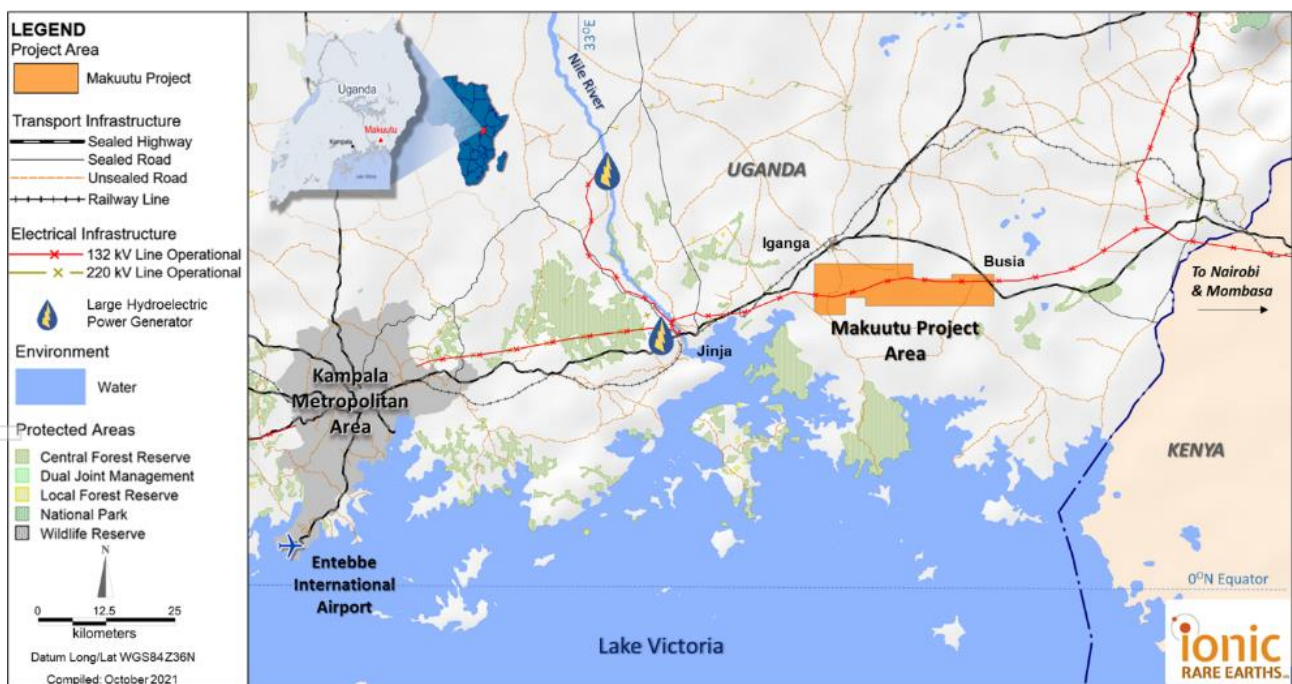 LEGEND
Project Area
Makuutu Project
Transport Infrastructure
Sealed Highway
Sealed Road
Unsealed Road
Railway Line
Electrical Infrastructure
132 kV Line Operational
220 kV Line Operational
Large Hydroelectric
Power Generator
Environment
Water
Protected Areas
Central Forest Reserve
Dual Joint Management
Local Forest Reserve
National Park
Wildlife Reserve
N
0 12.5 25
kilometers
Datum Long/Lat WGS84 Z36N
Compiled: October 2021
Uganda
Makuutu
Kampala
33°E
Nile River
UGANDA
Iganga
Busia
To Nairobi
& Mombasa
Makuutu Project
Area
Jinja
Kampala
Metropolitan
Area
KENYA
Entebbe
International
Airport
0°N Equator
Lake Victoria
ionic
RARE EARTHS